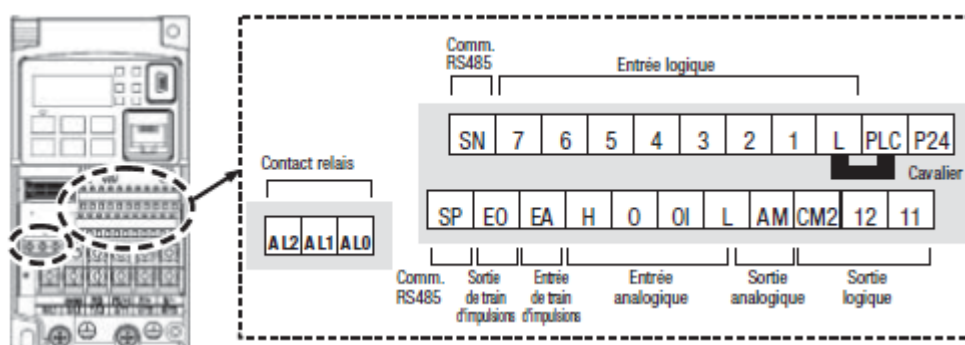 Comm.
RS485
Entrée logique
SN 7 6 5 4 3 2 1 L PLC P24
Cavalier
Contact relais
AL2 AL1 AL0
SP EO EA H O OI L AM CM2 12 11
Comm.
RS485
Sortie
de train
d'impulsions
Entrée
de train
d'impulsions
Entrée
analogique
Sortie
analogique
Sortie
logique